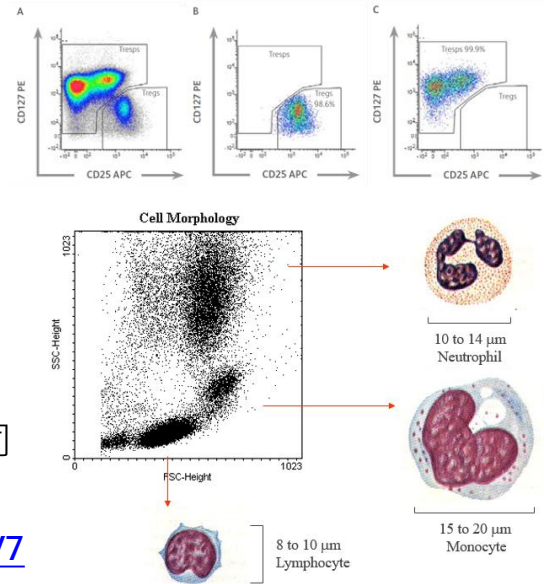 A
B
C
CD127 PE
Tresps
Tregs
CD25 APC
CD127 PE
Tresps
Tregs
98.6%
CD25 APC
CD127 PE
Tresps 99.9%
Tregs
CD25 APC
Cell Morphology
1023
SSC-Height
0
0
FSC-Height
1023
10 to 14 μm
Neutrophil
15 to 20 μm
Monocyte
8 to 10 μm
Lymphocyte